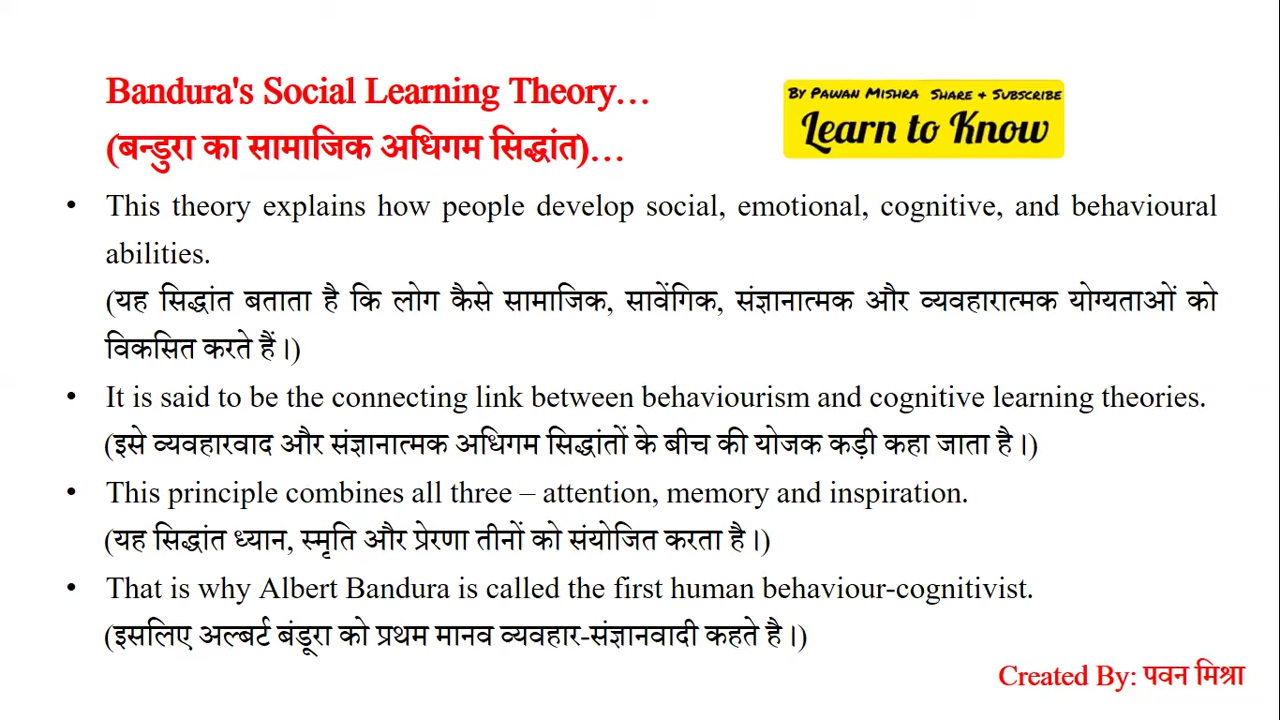 Bandura's Social Learning Theory…
(बन्डुरा का सामाजिक अधिगम सिद्धांत)…
By Pawan Mishra Share & Subscribe
Learn to Know
• This theory explains how people develop social, emotional, cognitive, and behavioural
abilities.
(यह सिद्धांत बताता है कि लोग कैसे सामाजिक, सावेंगिक, संज्ञानात्मक और व्यवहारात्मक योग्यताओं को
विकसित करते हैं।)
• It is said to be the connecting link between behaviourism and cognitive learning theories.
(इसे व्यवहारवाद और संज्ञानात्मक अधिगम सिद्धांतों के बीच की योजक कड़ी कहा जाता है।)
• This principle combines all three – attention, memory and inspiration.
(यह सिद्धांत ध्यान, स्मृति और प्रेरणा तीनों को संयोजित करता है।)
• That is why Albert Bandura is called the first human behaviour-cognitivist.
(इसलिए अल्बर्ट बंडूरा को प्रथम मानव व्यवहार-संज्ञानवादी कहते है।)
Created By: पवन मिश्रा